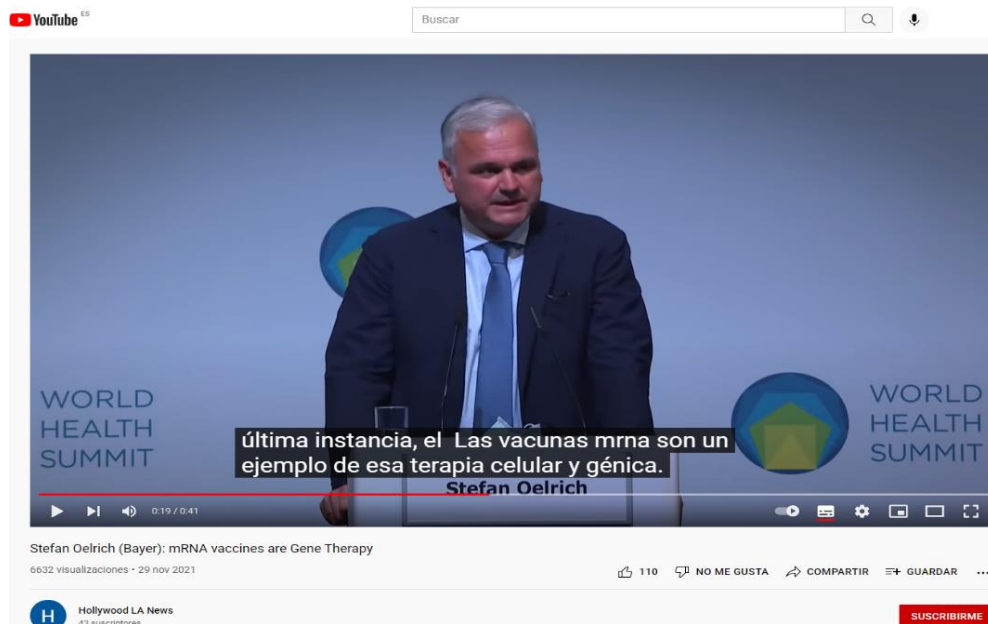 YouTube ES
Buscar
WORLD
HEALTH
SUMMIT
WORLD
HEALTH
SUMMIT
última instancia, el Las vacunas mrna son un
ejemplo de esa terapia celular y génica.
Stefan Oelrich
0:19 / 0:41
Stefan Oelrich (Bayer): mRNA vaccines are Gene Therapy
6632 visualizaciones • 29 nov 2021
110 NO ME GUSTA COMPARTIR GUARDAR ...
H
Hollywood LA News
42 suscriptores
SUSCRIBIRME